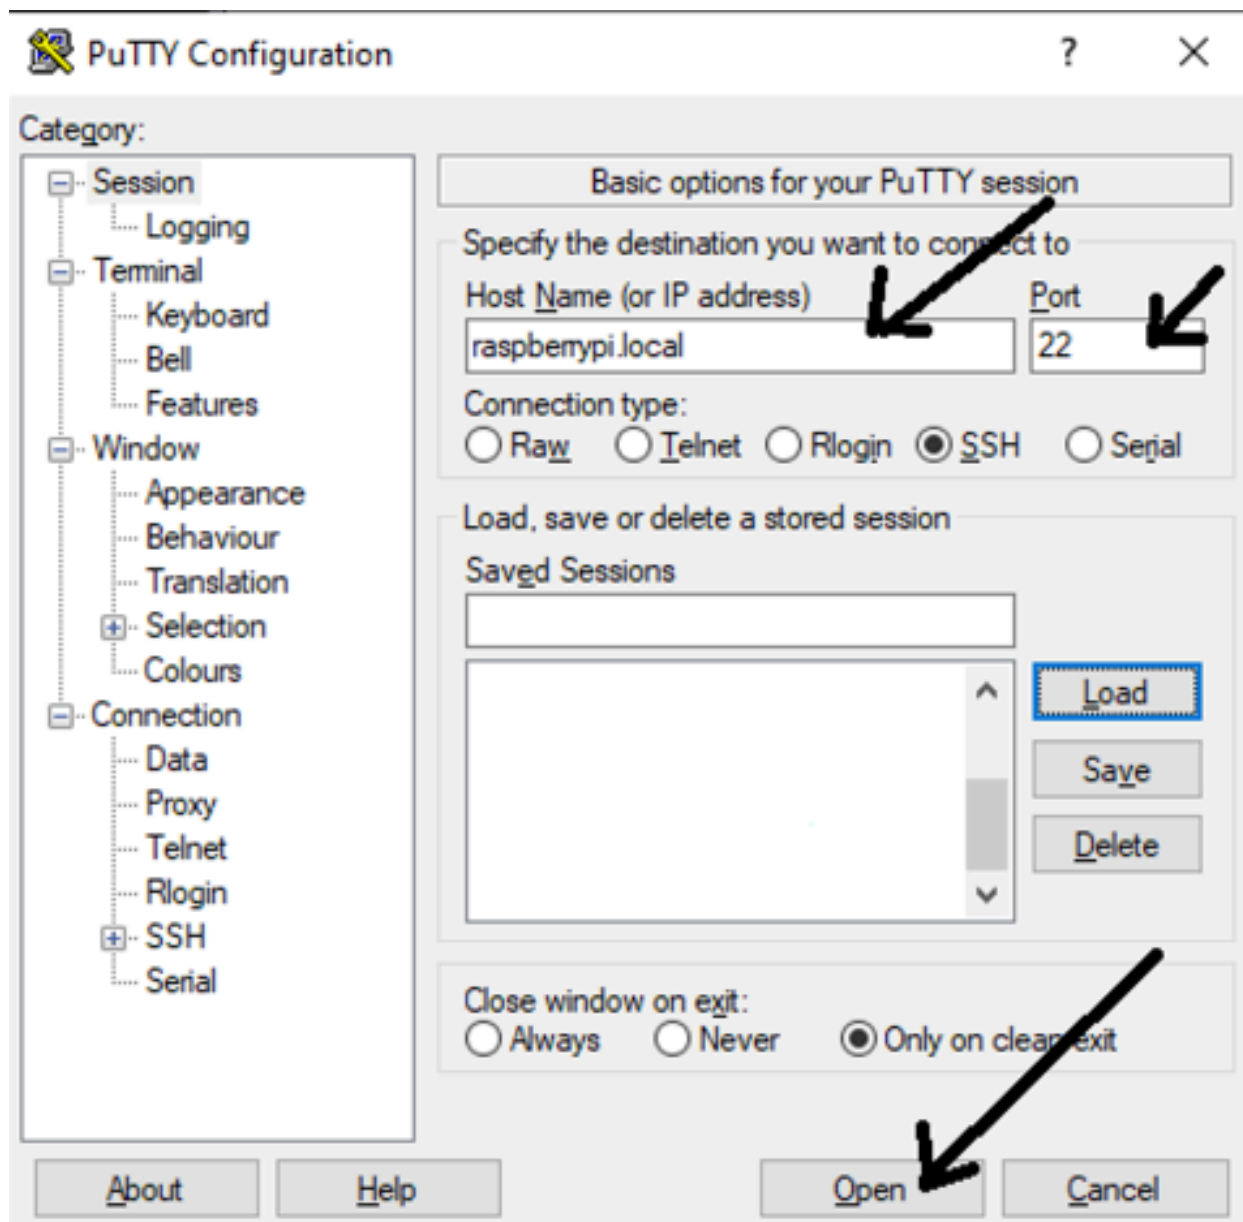 PuTTY Configuration
?
Category:
Session
Logging
Terminal
Keyboard
Bell
Features
Window
Appearance
Behaviour
Translation
Selection
Colours
Connection
Data
Proxy
Telnet
Rlogin
SSH
Serial
Basic options for your PuTTY session
Specify the destination you want to connect to
Host Name (or IP address) Port
raspberrypi.local 22
Connection type:
Raw Telnet Rlogin SSH Serial
Load, save or delete a stored session
Saved Sessions
Load
Save
Delete
Close window on exit:
Always Never Only on clean exit
About Help Open Cancel